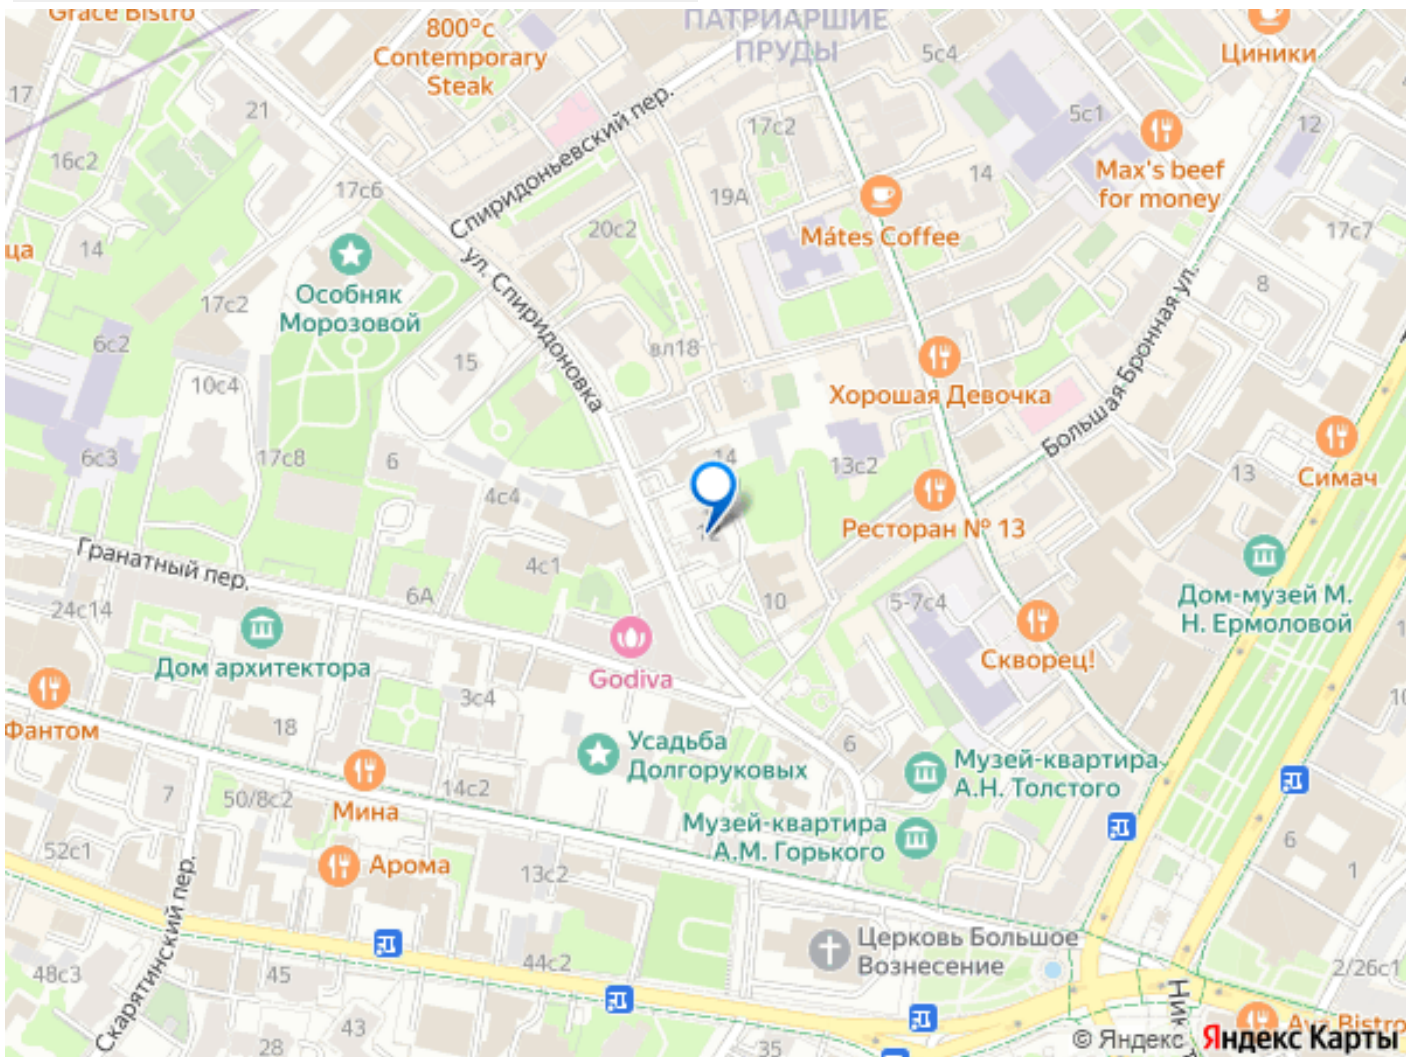 Grace Bistro
ПАТРИАРШИЕ
ПРУДЫ
800°c
Contemporary
Steak
5с4
Циники
17
21
Спиридоньевский пер.
17с2
5с1
12
16с2
Max's beef
for money
17с6
19А
14
20с2
Mátes Coffee
17с7
ца
14
ул. Спиридоновка
Особняк
Морозовой
17с2
8
6с2
15
вл18
Большая Бронная ул.
10с4
Хорошая Девочка
6с3
17с8
6
14
13с2
13
Симач
4с4
Ресторан № 13
12
Гранатный пер.
4с1
6А
10
5-7с4
24с14
Дом-музей М.
Н. Ермоловой
Дом архитектора
Godiva
Скворец!
3с4
Фантом
18
Усадьба
Долгоруковых
6
Музей-квартира
А.Н. Толстого
7
50/8с2
14с2
Мина
Музей-квартира
А.М. Горького
6
52с1
Арома
13с2
1
Скарятинский пер.
Церковь Большое
Вознесение
48с3
45
44с2
2/26с1
43
28
35
Ava Bistro
© Яндекс Яндекс Карты